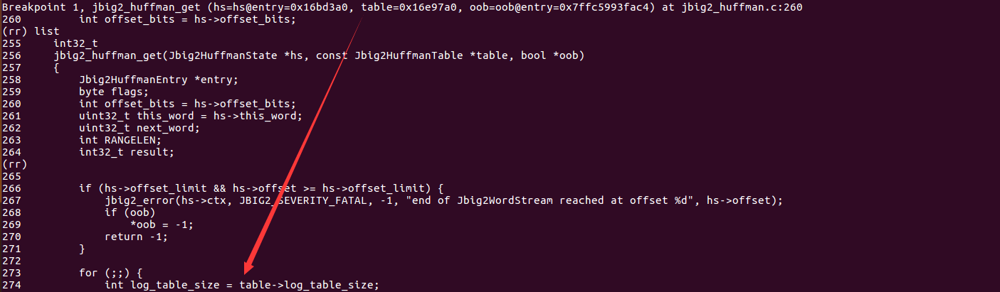 Breakpoint 1, jbig2_huffman_get (hs=hs@entry=0x16bd3a0, table=0x16e97a0, oob=oob@entry=0x7ffc5993fac4) at jbig2_huffman.c:260
260         int offset_bits = hs->offset_bits;
(rr) list
255     int32_t
256     jbig2_huffman_get(Jbig2HuffmanState *hs, const Jbig2HuffmanTable *table, bool *oob)
257     {
258         Jbig2HuffmanEntry *entry;
259         byte flags;
260         int offset_bits = hs->offset_bits;
261         uint32_t this_word = hs->this_word;
262         uint32_t next_word;
263         int RANGELEN;
264         int32_t result;
(rr)
265
266         if (hs->offset_limit && hs->offset >= hs->offset_limit) {
267             jbig2_error(hs->ctx, JBIG2_SEVERITY_FATAL, -1, "end of Jbig2WordStream reached at offset %d", hs->offset);
268             if (oob)
269                 *oob = -1;
270             return -1;
271         }
272
273         for (;;) {
274             int log_table_size = table->log_table_size;